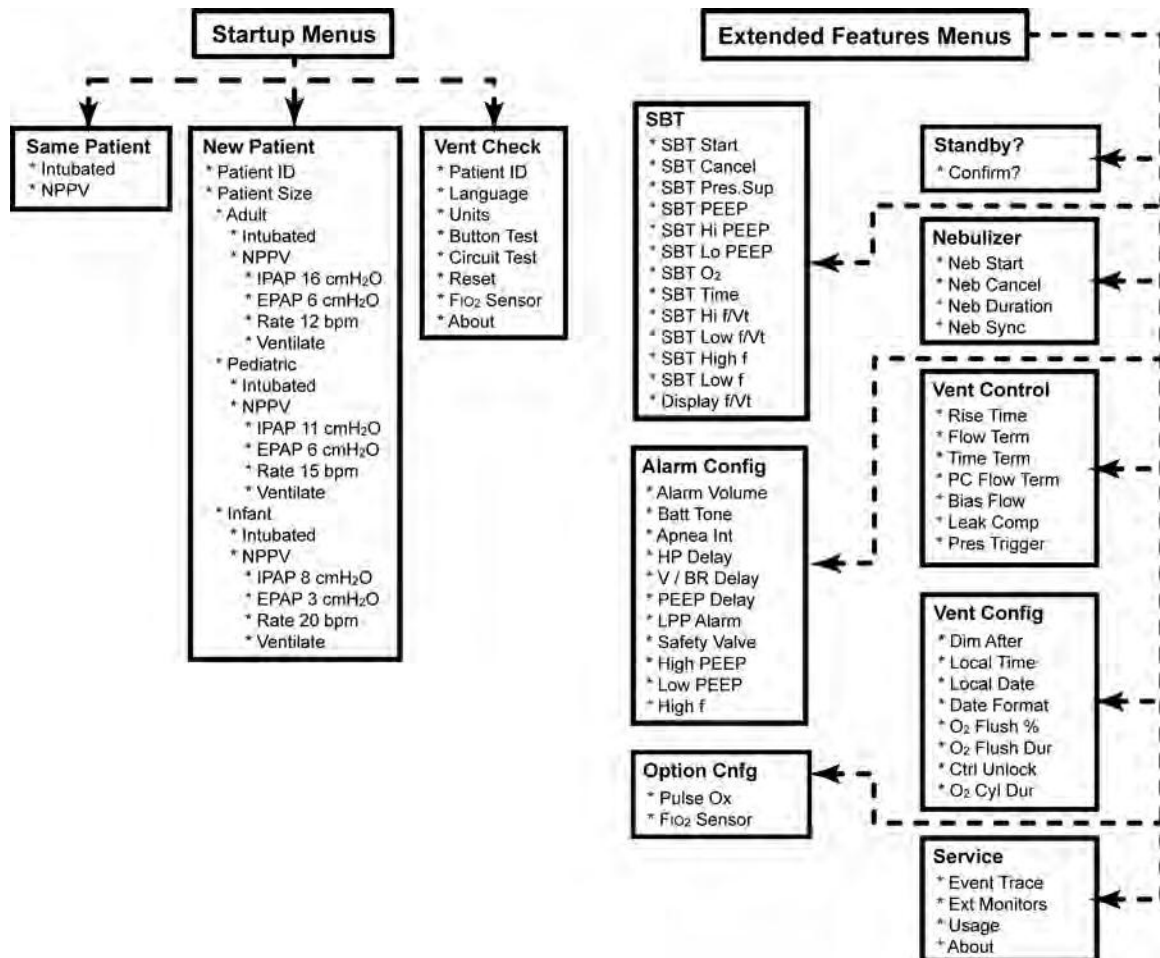 Startup Menus
Same Patient
* Intubated
* NPPV
New Patient
* Patient ID
* Patient Size
* Adult
* Intubated
* NPPV
* IPAP 16 cmH₂O
* EPAP 6 cmH₂O
* Rate 12 bpm
* Ventilate
* Pediatric
* Intubated
* NPPV
* IPAP 11 cmH₂O
* EPAP 6 cmH₂O
* Rate 15 bpm
* Ventilate
* Infant
* Intubated
* NPPV
* IPAP 8 cmH₂O
* EPAP 3 cmH₂O
* Rate 20 bpm
* Ventilate
Vent Check
* Patient ID
* Language
* Units
* Button Test
* Circuit Test
* Reset
* FIO₂ Sensor
* About
Extended Features Menus
SBT
* SBT Start
* SBT Cancel
* SBT Pres.Sup
* SBT PEEP
* SBT Hi PEEP
* SBT Lo PEEP
* SBT O₂
* SBT Time
* SBT Hi f/Vt
* SBT Low f/Vt
* SBT High f
* SBT Low f
* Display f/Vt
Alarm Config
* Alarm Volume
* Batt Tone
* Apnea Int
* HP Delay
* V / BR Delay
* PEEP Delay
* LPP Alarm
* Safety Valve
* High PEEP
* Low PEEP
* High f
Option Cnfg
* Pulse Ox
* FIO₂ Sensor
Standby?
* Confirm?
Nebulizer
* Neb Start
* Neb Cancel
* Neb Duration
* Neb Sync
Vent Control
* Rise Time
* Flow Term
* Time Term
* PC Flow Term
* Bias Flow
* Leak Comp
* Pres Trigger
Vent Config
* Dim After
* Local Time
* Local Date
* Date Format
* O₂ Flush %
* O₂ Flush Dur
* Ctrl Unlock
* O₂ Cyl Dur
Service
* Event Trace
* Ext Monitors
* Usage
* About